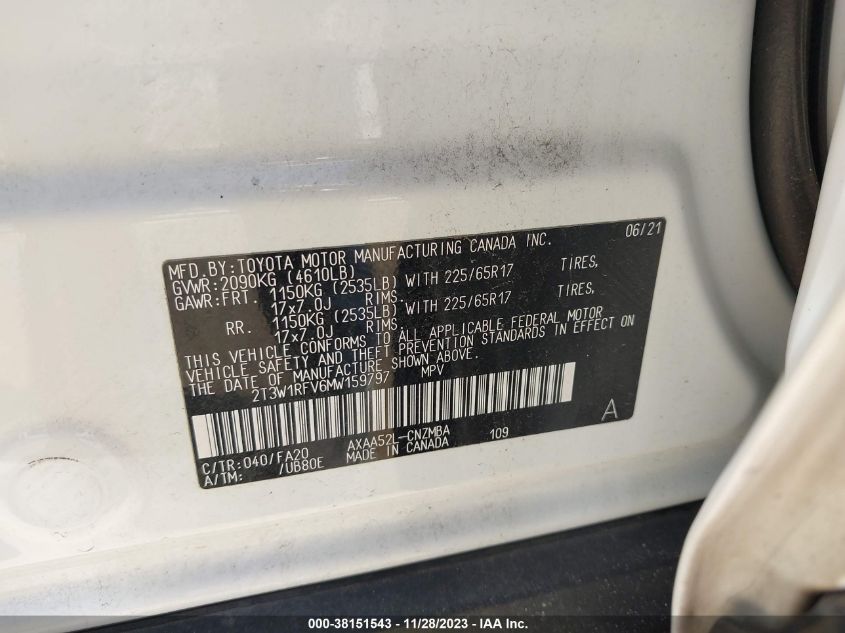 MFD.BY:TOYOTA MOTOR MANUFACTURING CANADA INC. 06/21
GVWR:2090KG (4610LB)
GAWR:FRT. 1150KG (2535LB) WITH 225/65R17 TIRES,
17x7.0J RIMS.
RR. 1150KG (2535LB) WITH 225/65R17 TIRES,
17x7.0J RIMS.
THIS VEHICLE CONFORMS TO ALL APPLICABLE FEDERAL MOTOR
VEHICLE SAFETY AND THEFT PREVENTION STANDARDS IN EFFECT ON
THE DATE OF MANUFACTURE SHOWN ABOVE.
2T3W1RFV6MW159797 MPV
A
C/TR:040/FA20 AXAA52L-CNZMBA 109
A/TM: /UB80E MADE IN CANADA
000-38151543 - 11/28/2023 - IAA Inc.